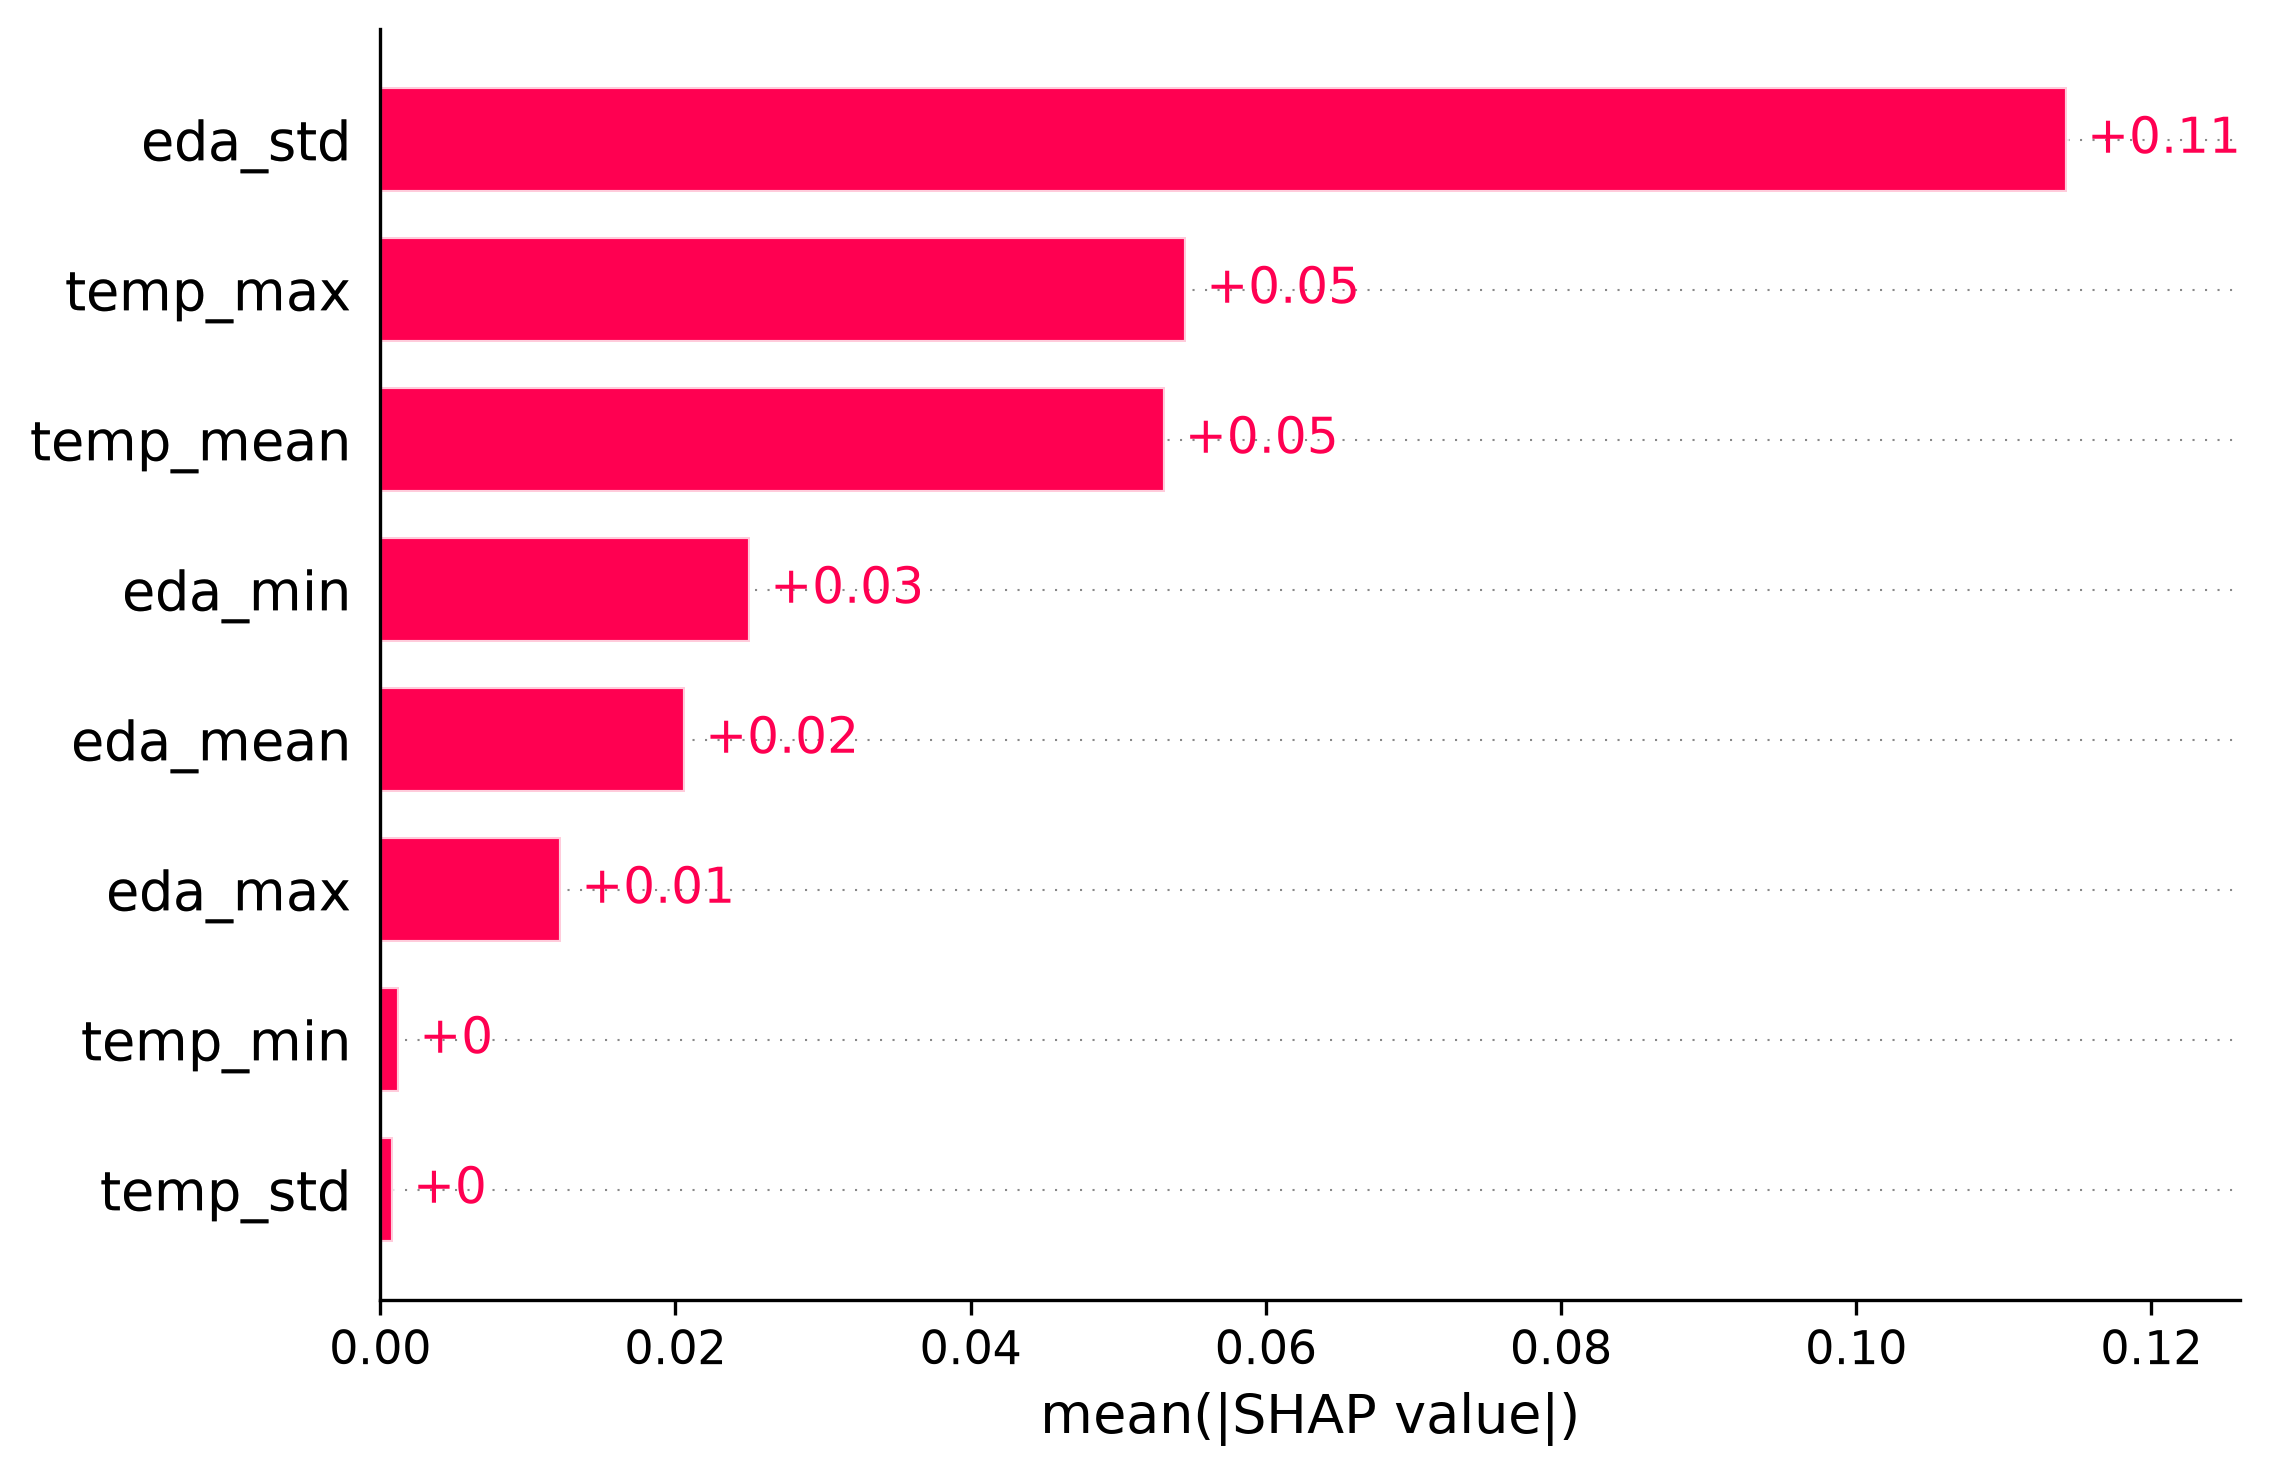 eda_std +0.11
temp_max +0.05
temp_mean +0.05
eda_min +0.03
eda_mean +0.02
eda_max +0.01
temp_min +0
temp_std +0
0.00 0.02 0.04 0.06 0.08 0.10 0.12
mean(|SHAP value|)